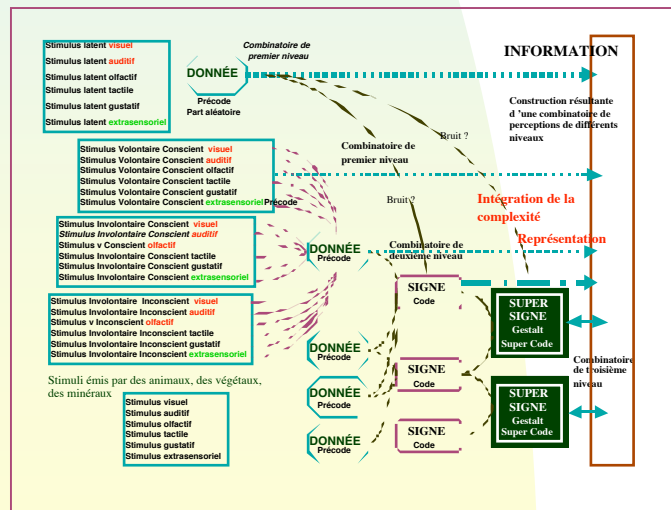 Stimulus latent visuel
Stimulus latent auditif
Stimulus latent olfactif
Stimulus latent tactile
Stimulus latent gustatif
Stimulus latent extrasensoriel
DONNÉE
Précode
Part aléatoire
Combinatoire de
premier niveau
INFORMATION
Construction résultante
d 'une combinatoire de
perceptions de différents
niveaux
Combinatoire de
premier niveau
Bruit ?
Stimulus Volontaire Conscient visuel
Stimulus Volontaire Conscient auditif
Stimulus Volontaire Conscient olfactif
Stimulus Volontaire Conscient tactile
Stimulus Volontaire Conscient gustatif
Stimulus Volontaire Conscient extrasensoriel Précode
Bruit ?
Intégration de la
complexité
Représentation
Stimulus Involontaire Conscient visuel
Stimulus Involontaire Conscient auditif
Stimulus v Conscient olfactif
Stimulus Involontaire Conscient tactile
Stimulus Involontaire Conscient gustatif
Stimulus Involontaire Conscient extrasensoriel
DONNÉE
Précode
Combinatoire de
deuxième niveau
SIGNE
Code
SUPER
SIGNE
Gestalt
Super Code
Stimulus Involontaire Inconscient visuel
Stimulus Involontaire Inconscient auditif
Stimulus v Inconscient olfactif
Stimulus Involontaire Inconscient tactile
Stimulus Involontaire Inconscient gustatif
Stimulus Involontaire Inconscient extrasensoriel
DONNÉE
Précode
SIGNE
Code
Combinatoire
de troisième
niveau
Stimuli émis par des animaux, des végétaux,
des minéraux
Stimulus visuel
Stimulus auditif
Stimulus olfactif
Stimulus tactile
Stimulus gustatif
Stimulus extrasensoriel
DONNÉE
Précode
SUPER
SIGNE
Gestalt
Super Code
SIGNE
Code
DONNÉE
Précode